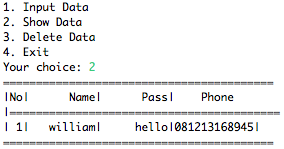 1. Input Data
2. Show Data
3. Delete Data
4. Exit
Your choice: 2
========================================
|No|      Name|      Pass|    Phone
|=======================================
| 1|   william|     hello|081213168945|
========================================